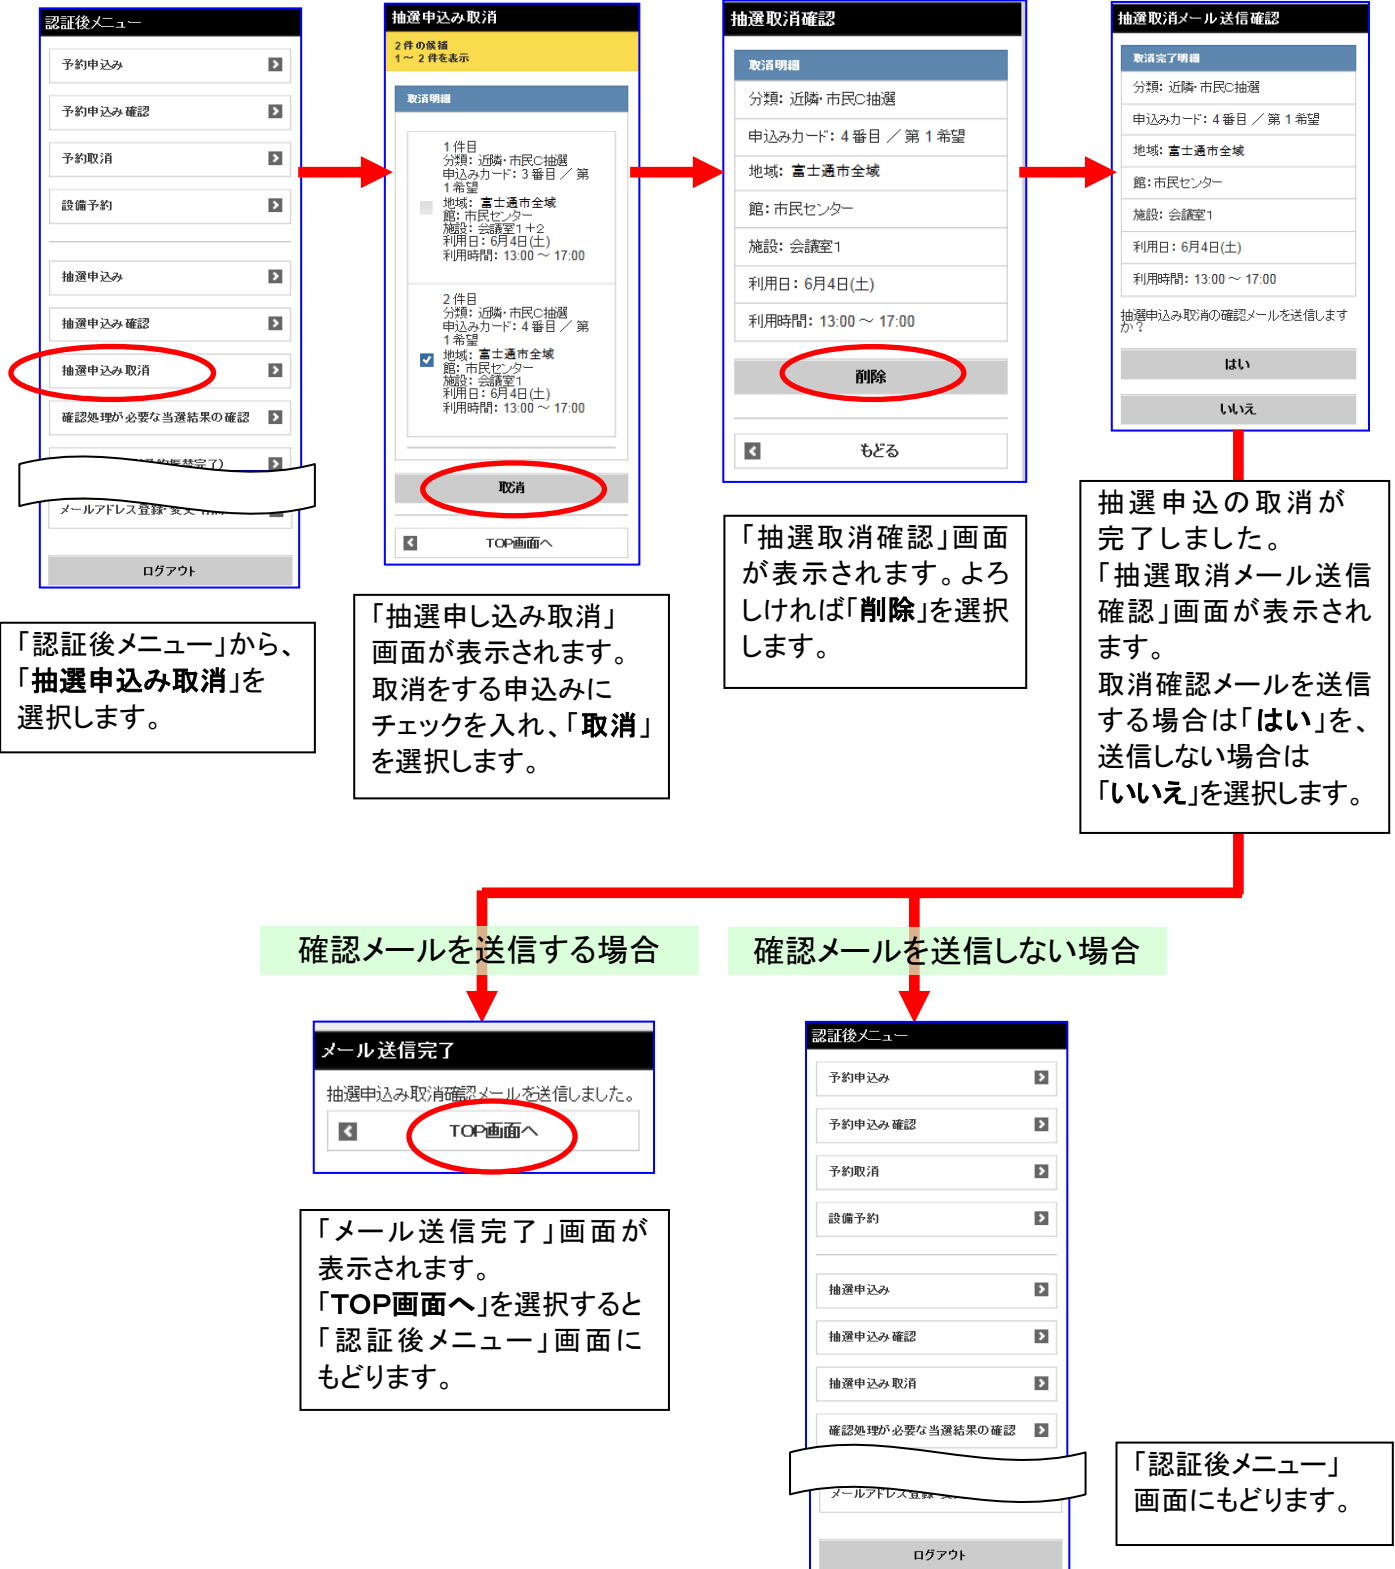 認証後メニュー
予約申込み
予約申込み確認
予約取消
設備予約
抽選申込み
抽選申込み確認
抽選申込み取消
確認処理が必要な当選結果の確認
ログアウト
「認証後メニュー」から、
「抽選申込み取消」を
選択します。
抽選申込み取消
2件の候補
1～2件を表示
取消明細
1件目
分類：近隣・市民C抽選
申込みカード：3番目／第
1希望
地域：富士通市全域
館：市民センター
施設：会議室1＋2
利用日：6月4日(土)
利用時間：13:00～17:00
2件目
分類：近隣・市民C抽選
申込みカード：4番目／第
1希望
地域：富士通市全域
館：市民センター
施設：会議室1
利用日：6月4日(土)
利用時間：13:00～17:00
取消
TOP画面へ
「抽選申し込み取消」
画面が表示されます。
取消をする申込みに
チェックを入れ、「取消」
を選択します。
抽選取消確認
取消明細
分類：近隣・市民C抽選
申込みカード：4番目／第1希望
地域：富士通市全域
館：市民センター
施設：会議室1
利用日：6月4日(土)
利用時間：13:00～17:00
削除
もどる
「抽選取消確認」画面
が表示されます。よろ
しければ「削除」を選択
します。
抽選取消メール送信確認
取消完了明細
分類：近隣・市民C抽選
申込みカード：4番目／第1希望
地域：富士通市全域
館：市民センター
施設：会議室1
利用日：6月4日(土)
利用時間：13:00～17:00
抽選申込み取消の確認メールを送信します
か？
はい
いいえ
抽選申込の取消が
完了しました。
「抽選取消メール送信
確認」画面が表示され
ます。
取消確認メールを送信
する場合は「はい」を、
送信しない場合は
「いいえ」を選択します。
確認メールを送信する場合
メール送信完了
抽選申込み取消確認メールを送信しました。
TOP画面へ
「メール送信完了」画面が
表示されます。
「TOP画面へ」を選択すると
「認証後メニュー」画面に
もどります。
確認メールを送信しない場合
認証後メニュー
予約申込み
予約申込み確認
予約取消
設備予約
抽選申込み
抽選申込み確認
抽選申込み取消
確認処理が必要な当選結果の確認
ログアウト
「認証後メニュー」
画面にもどります。